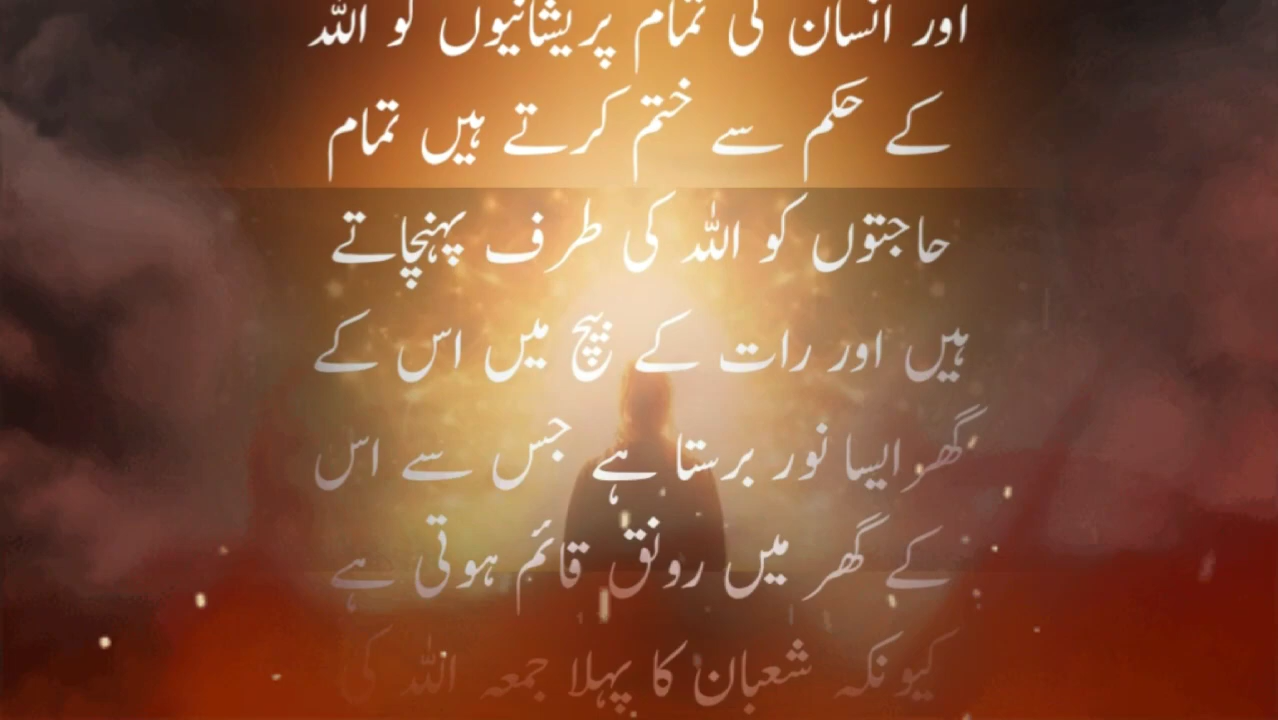 اور انسان کی تمام پریشانیوں کو اللہ
کے حکم سے ختم کرتے ہیں تمام
حاجتوں کو اللہ کی طرف پہنچاتے
ہیں اور رات کے بیچ میں اس کے
گھر ایسا نور برستا ہے جس سے اس
کے گھر میں رونق قائم ہوتی ہے
کیونکہ شعبان کا پہلا جمعہ اللہ کی